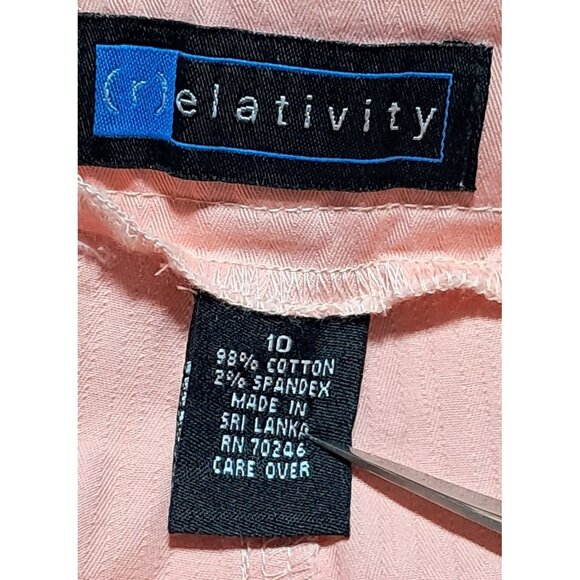 (r)elativity
10
98% COTTON
2% SPANDEX
MADE IN
SRI LANKA
RN 70246
CARE OVER